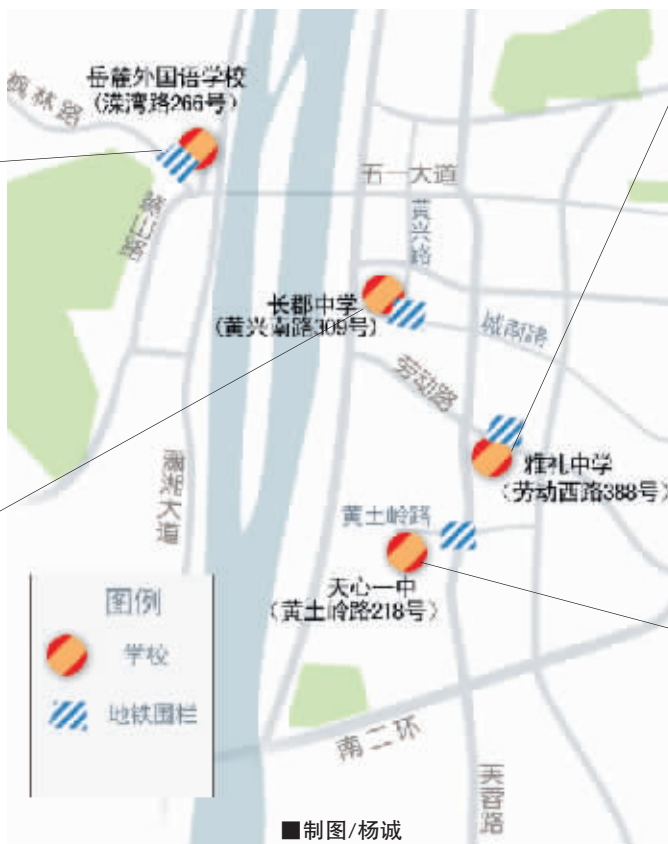 岳麓外国语学校
（溁湾路266号）
枫林路
五一大道
麓山路
黄兴路
长郡中学
（黄兴南路309号）
城南路
劳动路
雅礼中学
（劳动西路388号）
潇湘大道
黄土岭路
天心一中
（黄土岭路218号）
图例
学校
地铁围栏
南二环
芙蓉路
■制图/杨诚